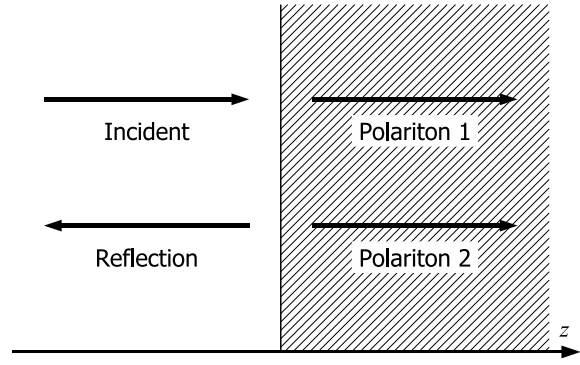 Incident
Polariton 1
Reflection
Polariton 2
z